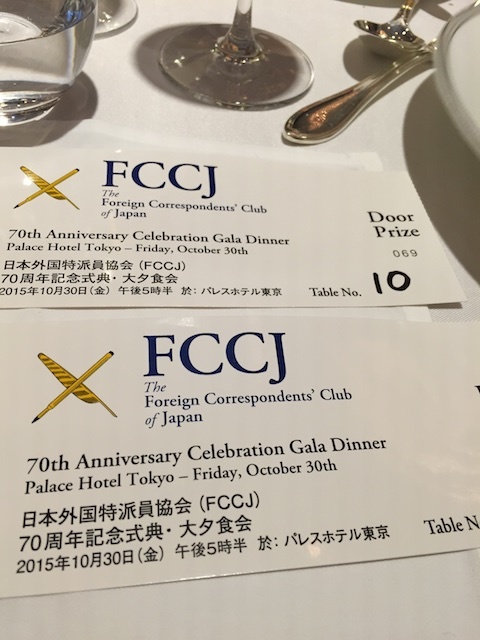 FCCJ
The
Foreign Correspondents' Club
of Japan
70th Anniversary Celebration Gala Dinner
Palace Hotel Tokyo – Friday, October 30th
日本外国特派員協会 (FCCJ)
70周年記念式典・大夕食会
2015年10月30日(金) 午後5時半 於: パレスホテル東京
Door
Prize
069
Table No. 10
FCCJ
The
Foreign Correspondents' Club
of Japan
70th Anniversary Celebration Gala Dinner
Palace Hotel Tokyo – Friday, October 30th
日本外国特派員協会 (FCCJ)
70周年記念式典・大夕食会
2015年10月30日(金) 午後5時半 於: パレスホテル東京
Table N